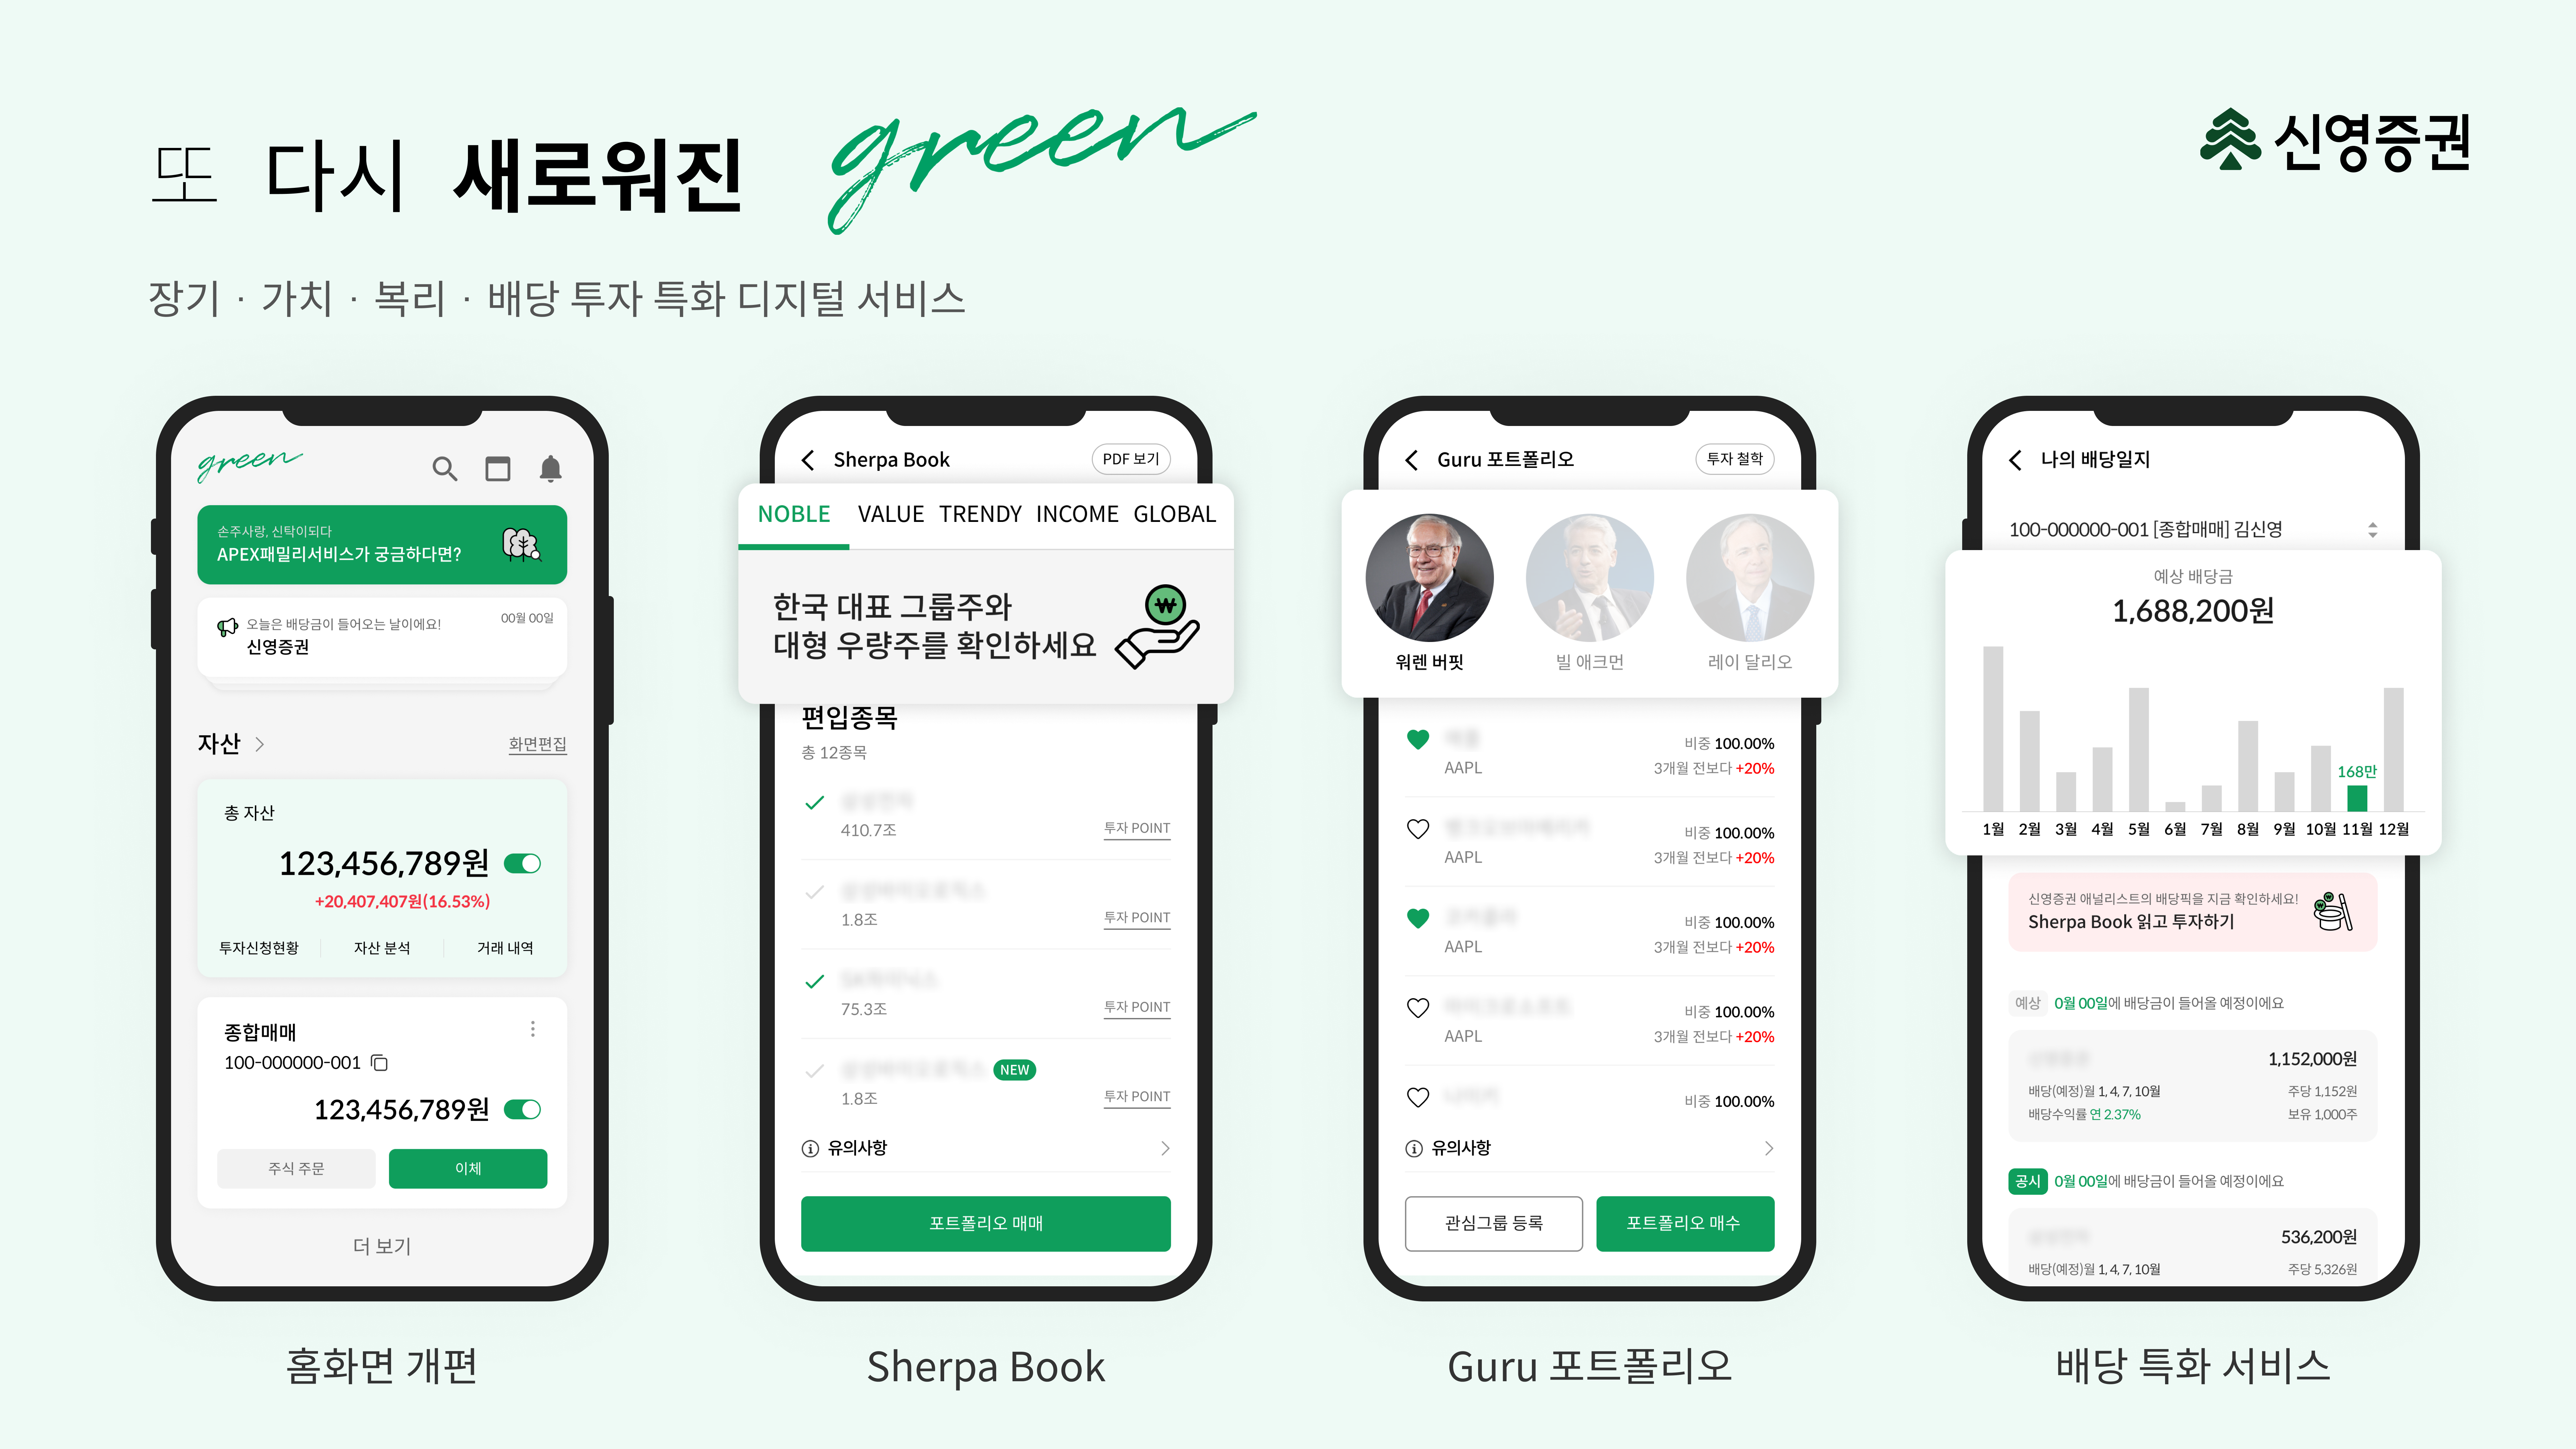 또 다시 새로워진 green
신영증권
장기 · 가치 · 복리 · 배당 투자 특화 디지털 서비스
green
손주사랑, 신탁이되다
APEX패밀리서비스가 궁금하다면?
오늘은 배당금이 들어오는 날이에요!
00월 00일
신영증권
자산
화면편집
총 자산
123,456,789원
+20,407,407원(16.53%)
투자신청현황 자산 분석 거래 내역
종합매매
100-000000-001
123,456,789원
주식 주문 이체
더 보기
홈화면 개편
Sherpa Book
PDF 보기
NOBLE VALUE TRENDY INCOME GLOBAL
한국 대표 그룹주와
대형 우량주를 확인하세요
편입종목
총 12종목
410.7조 투자 POINT
1.8조 투자 POINT
75.3조 투자 POINT
NEW
1.8조 투자 POINT
유의사항
포트폴리오 매매
Sherpa Book
Guru 포트폴리오
투자 철학
워렌 버핏 빌 애크먼 레이 달리오
비중 100.00%
AAPL 3개월 전보다 +20%
비중 100.00%
AAPL 3개월 전보다 +20%
비중 100.00%
AAPL 3개월 전보다 +20%
비중 100.00%
AAPL 3개월 전보다 +20%
비중 100.00%
유의사항
관심그룹 등록 포트폴리오 매수
Guru 포트폴리오
나의 배당일지
100-000000-001 [종합매매] 김신영
예상 배당금
1,688,200원
168만
1월 2월 3월 4월 5월 6월 7월 8월 9월 10월 11월 12월
신영증권 애널리스트의 배당픽을 지금 확인하세요!
Sherpa Book 읽고 투자하기
예상 0월 00일에 배당금이 들어올 예정이에요
1,152,000원
배당(예정)월 1, 4, 7, 10월 주당 1,152원
배당수익률 연 2.37% 보유 1,000주
공시 0월 00일에 배당금이 들어올 예정이에요
536,200원
배당(예정)월 1, 4, 7, 10월 주당 5,326원
배당 특화 서비스